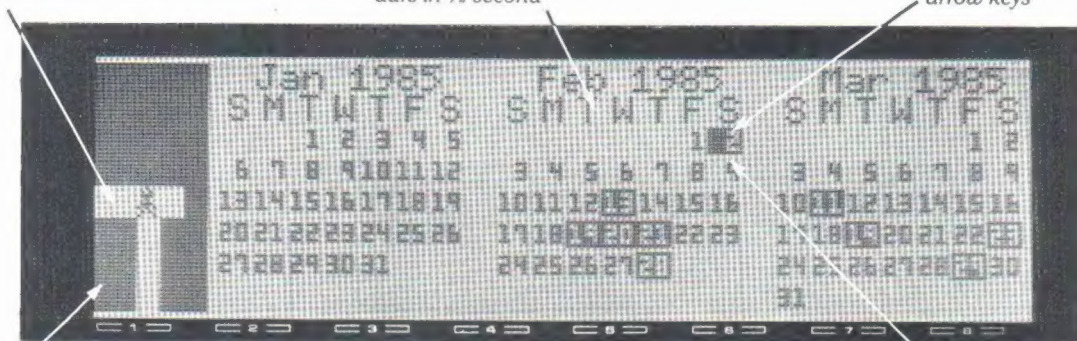 date in ½ second
arrow keys
Jan 1985 Feb 1985 Mar 1985
S M T W T F S S M T W T F S S M T W T F S
1 2 3 4 5 1 2 1 2
6 7 8 9 10 11 12 3 4 5 6 7 8 9 3 4 5 6 7 8 9
13 14 15 16 17 18 19 10 11 12 13 14 15 16 10 11 12 13 14 15 16
20 21 22 23 24 25 26 17 18 19 20 21 22 23 17 18 19 20 21 22 23
27 28 29 30 31 24 25 26 27 28 24 25 26 27 28 29 30
31
1 2 3 4 5 6 7 8